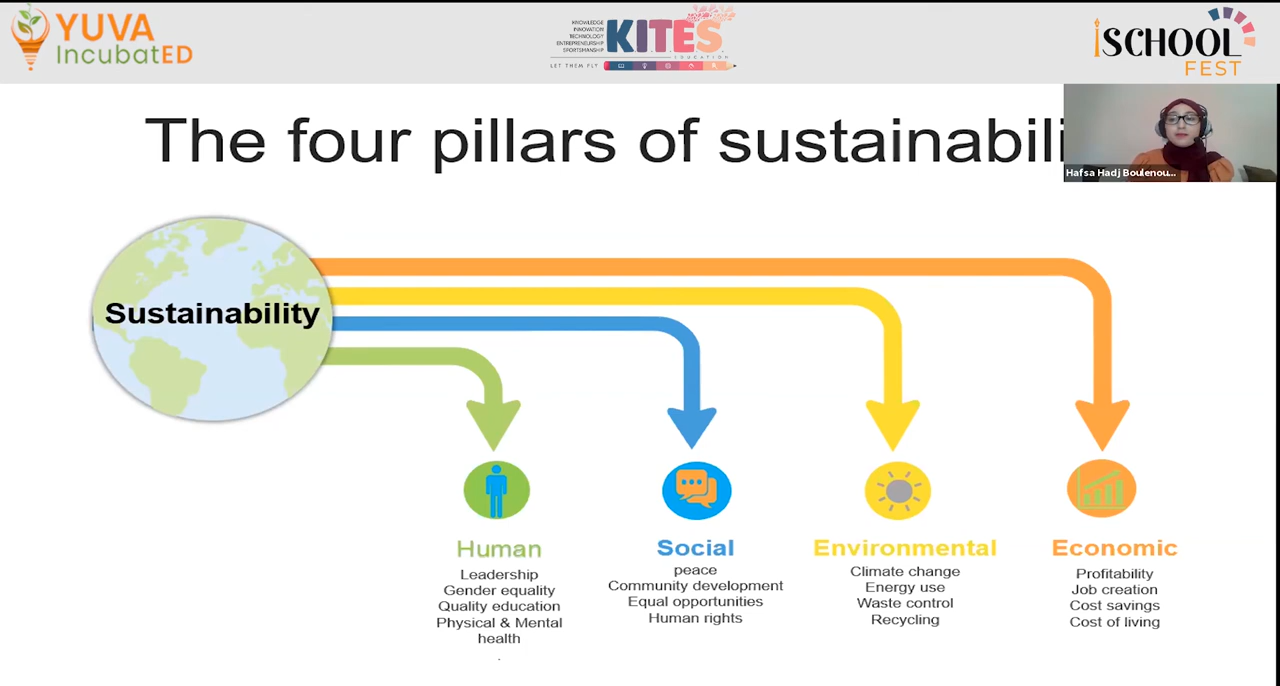 YUVA
IncubatED
KNOWLEDGE
INNOVATION
TECHNOLOGY
ENTREPRENEURSHIP
SPORTSMANSHIP
K.I.T.E.S
EDUCATION
LET THEM FLY
iSCHOOL
FEST
The four pillars of sustainabili
Hafsa Hadj Boulenou...
Sustainability
Human
Leadership
Gender equality
Quality education
Physical & Mental
health
.
Social
peace
Community development
Equal opportunities
Human rights
Environmental
Climate change
Energy use
Waste control
Recycling
Economic
Profitability
Job creation
Cost savings
Cost of living